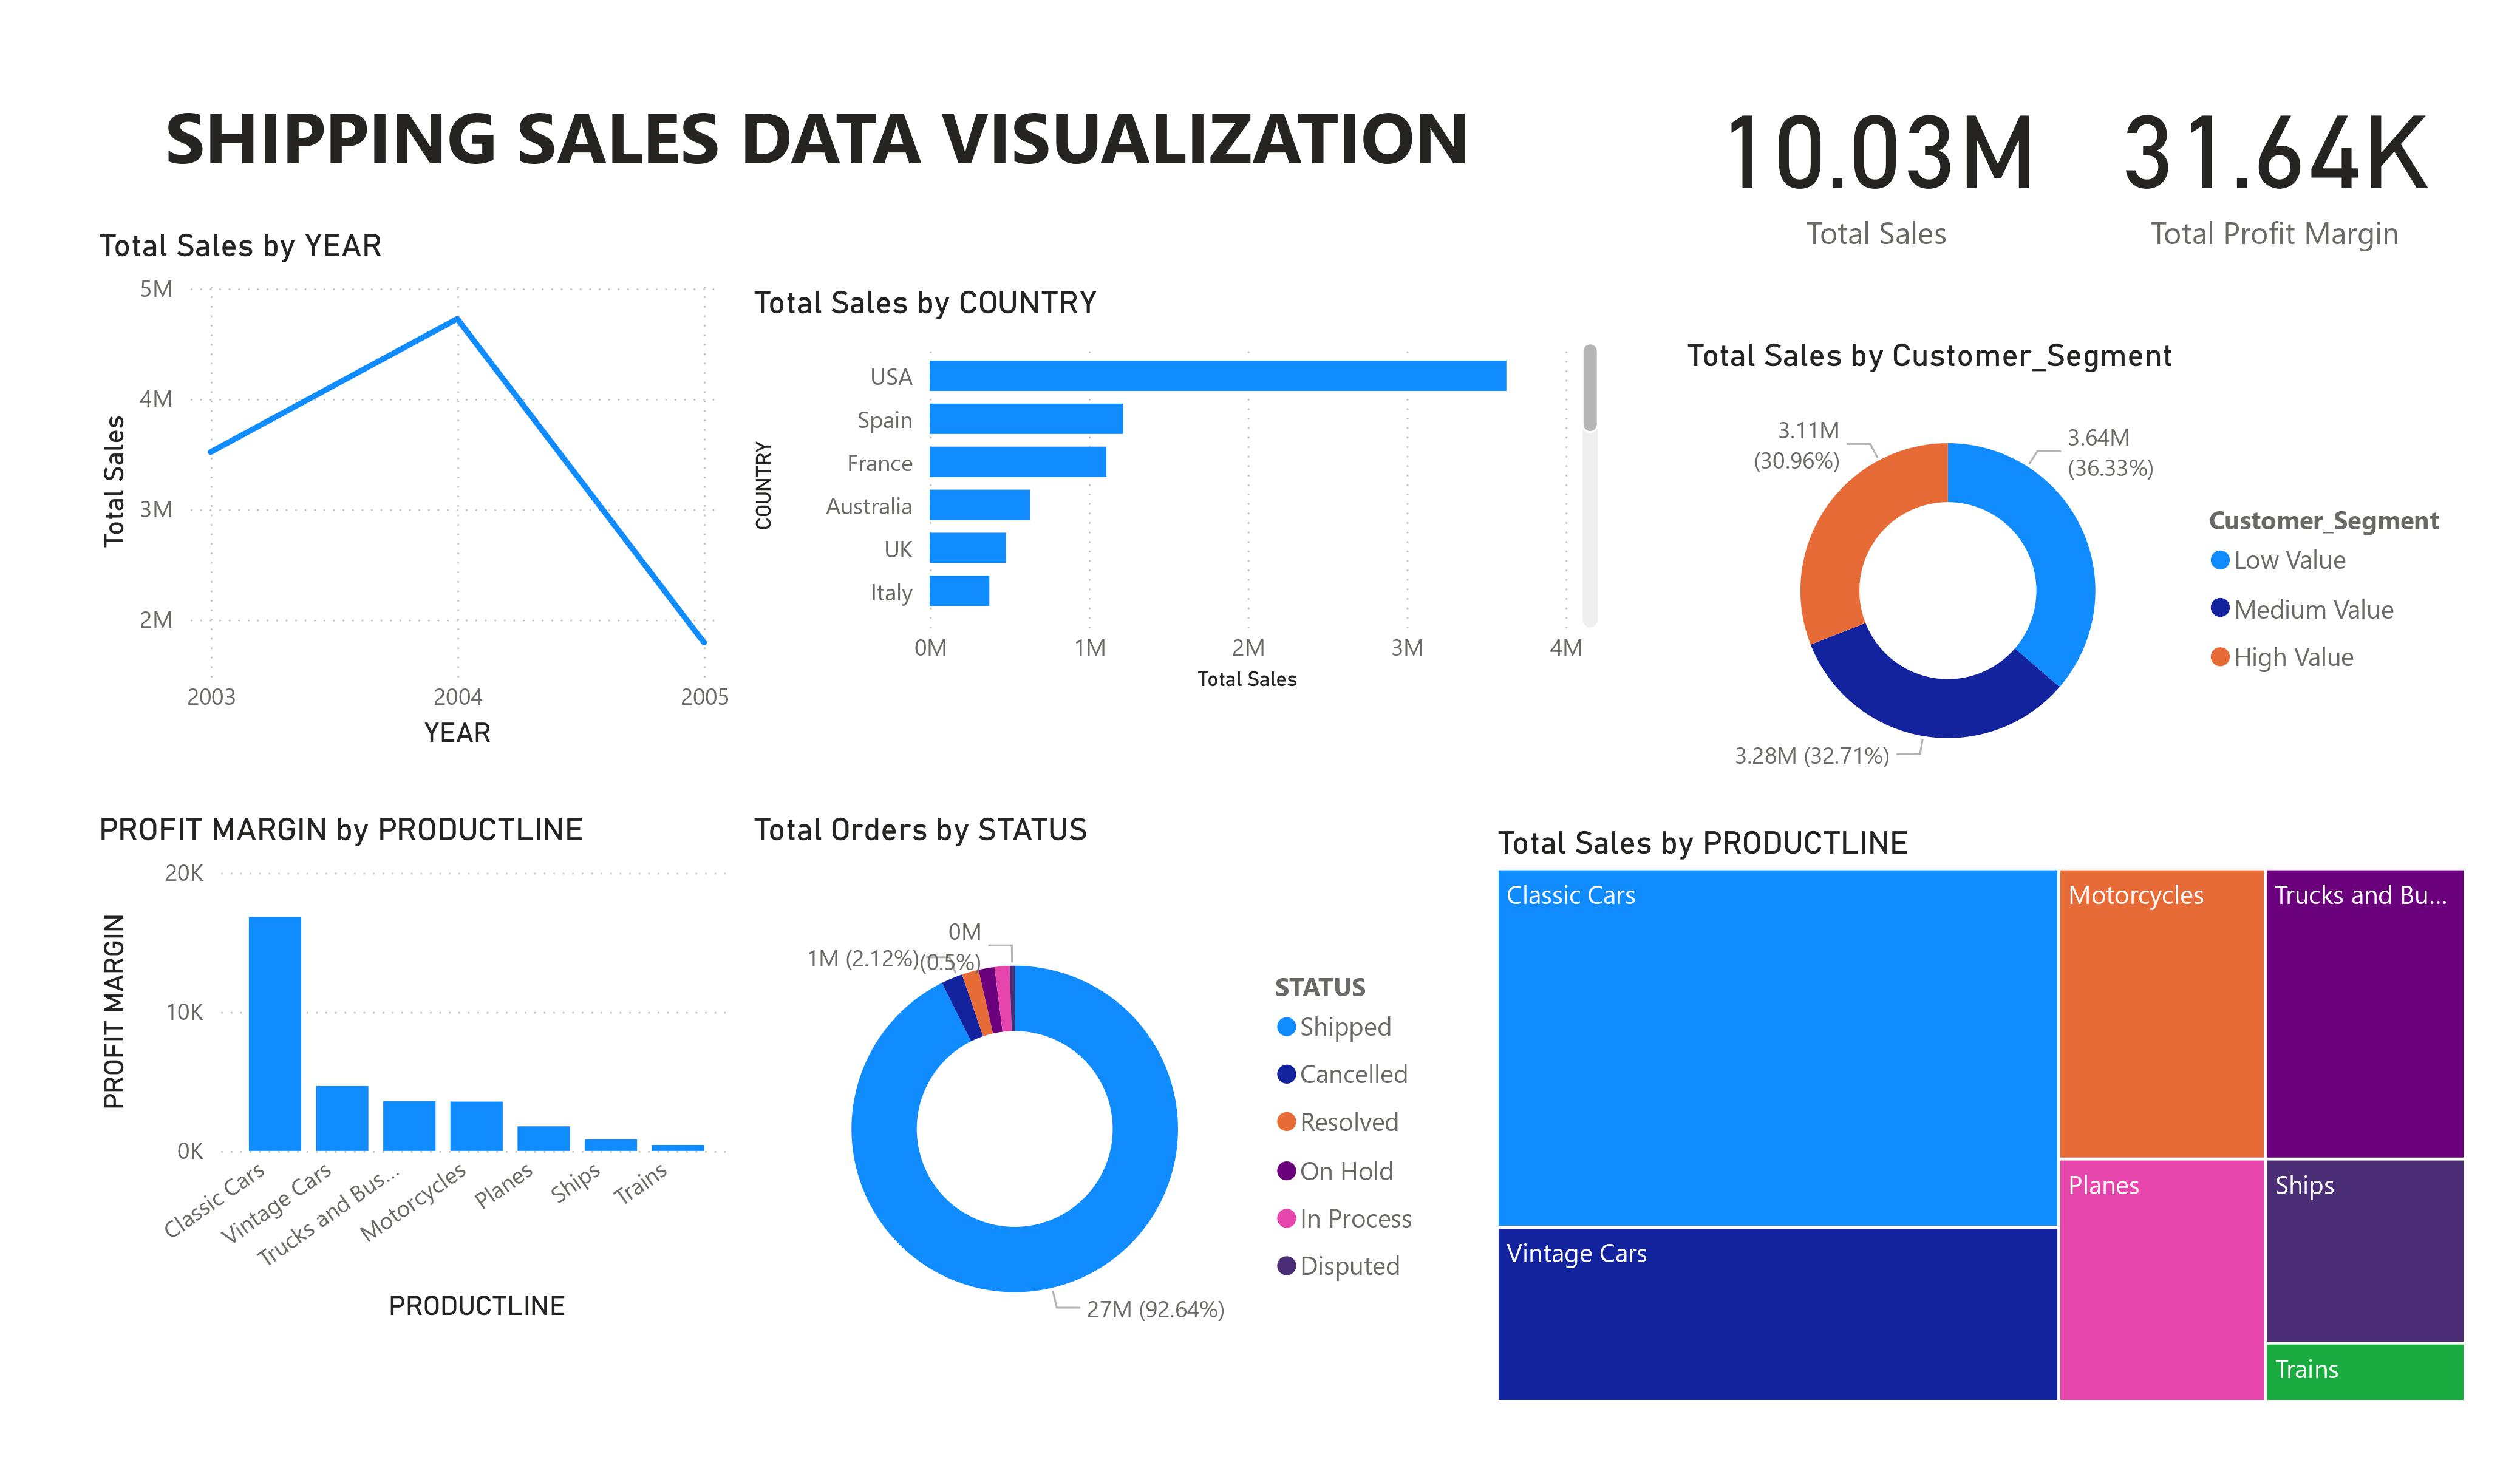 SHIPPING SALES DATA VISUALIZATION
10.03M
Total Sales
31.64K
Total Profit Margin
Total Sales by YEAR
Total Sales
5M
4M
3M
2M
2003
2004
2005
YEAR
Total Sales by COUNTRY
COUNTRY
USA
Spain
France
Australia
UK
Italy
0M
1M
2M
3M
4M
Total Sales
Total Sales by Customer_Segment
3.11M
(30.96%)
3.64M
(36.33%)
3.28M (32.71%)
Customer_Segment
Low Value
Medium Value
High Value
PROFIT MARGIN by PRODUCTLINE
PROFIT MARGIN
20K
10K
0K
Classic Cars
Vintage Cars
Trucks and Bus...
Motorcycles
Planes
Ships
Trains
PRODUCTLINE
Total Orders by STATUS
0M
(0.5%)
1M (2.12%)
27M (92.64%)
STATUS
Shipped
Cancelled
Resolved
On Hold
In Process
Disputed
Total Sales by PRODUCTLINE
Classic Cars
Vintage Cars
Motorcycles
Planes
Trucks and Bu...
Ships
Trains